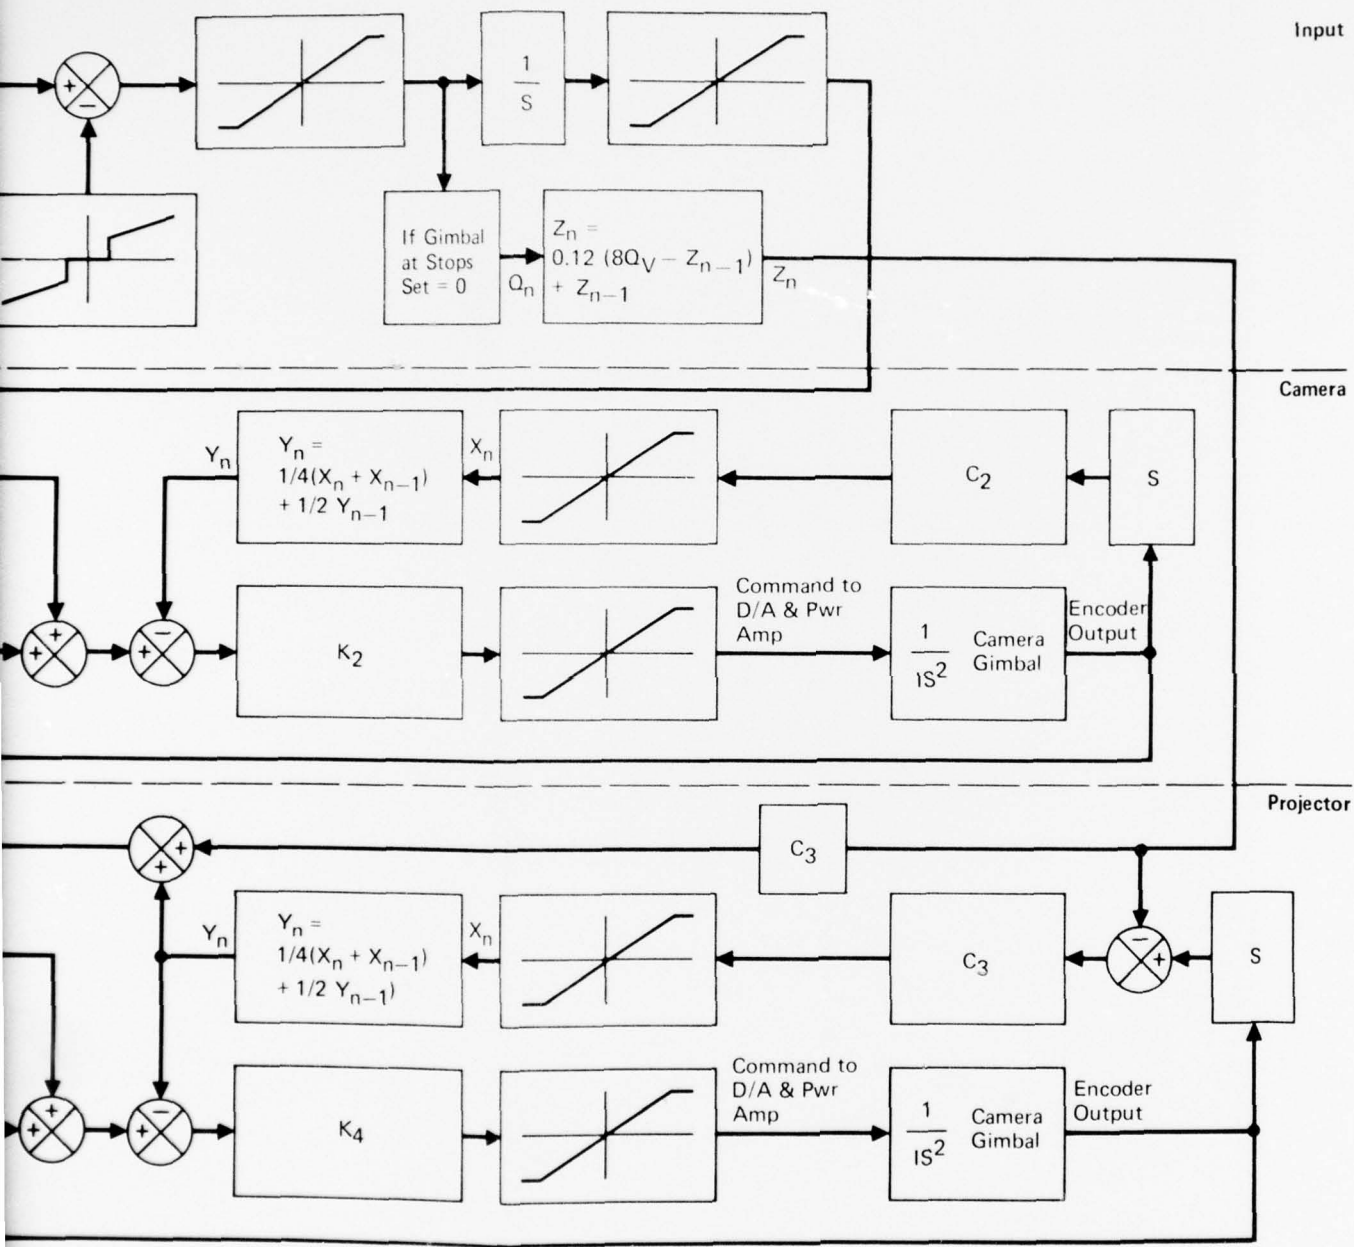 Input
+
−
1
S
If Gimbal
at Stops
Set = 0
Qn
Zn =
0.12 (8QV − Zn−1)
+ Zn−1
Zn
Camera
Yn
Yn =
1/4(Xn + Xn−1)
+ 1/2 Yn−1
Xn
C2
S
+
+
−
+
K2
Command to
D/A & Pwr
Amp
1
IS2
Camera
Gimbal
Encoder
Output
Projector
+
+
C3
Yn
Yn =
1/4(Xn + Xn−1)
+ 1/2 Yn−1)
Xn
C3
−
+
S
+
+
−
+
K4
Command to
D/A & Pwr
Amp
1
IS2
Camera
Gimbal
Encoder
Output